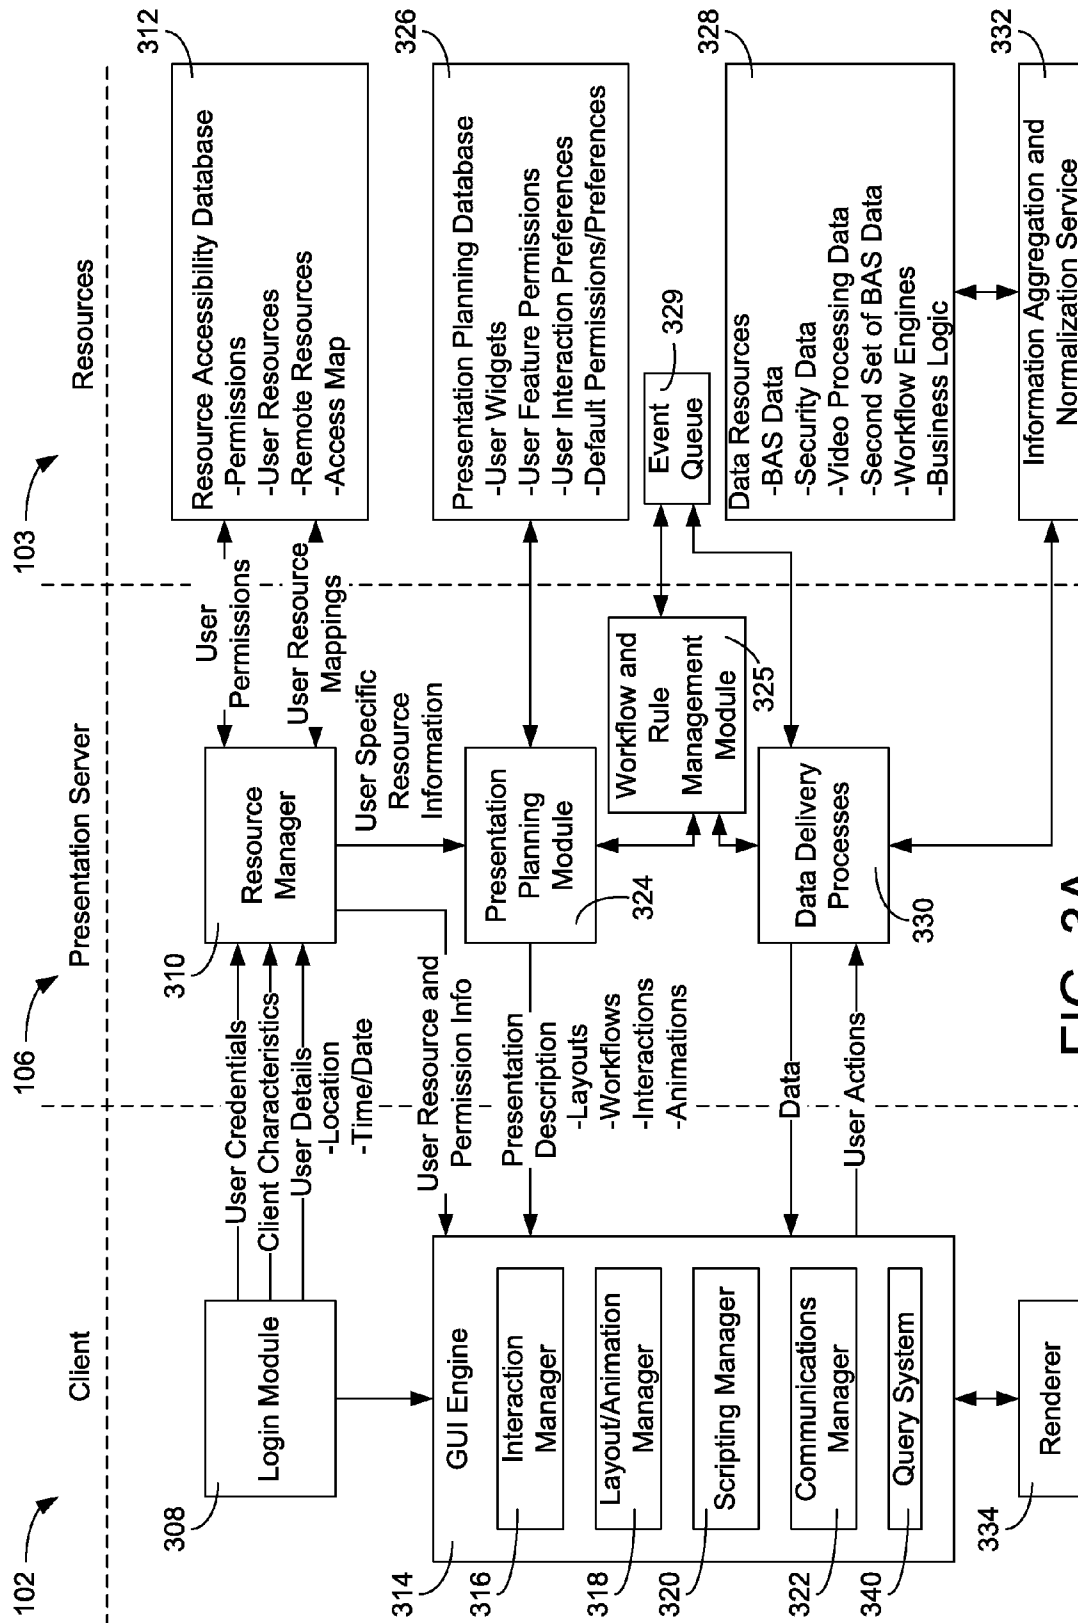 102
Client
106
Presentation Server
103
Resources
308
Login Module
User Credentials
Client Characteristics
User Details
-Location
-Time/Date
310
Resource
Manager
User
Permissions
User Resource
Mappings
312
Resource Accessibility Database
-Permissions
-User Resources
-Remote Resources
-Access Map
User Resource and
Permission Info
User Specific
Resource
Information
314
GUI Engine
316
Interaction
Manager
318
Layout/Animation
Manager
320
Scripting Manager
322
Communications
Manager
340
Query System
Presentation
Description
-Layouts
-Workflows
-Interactions
-Animations
Presentation
Planning
Module
324
326
Presentation Planning Database
-User Widgets
-User Feature Permissions
-User Interaction Preferences
-Default Permissions/Preferences
Workflow and
Rule
Management
Module
325
Event
Queue
329
Data
User Actions
Data Delivery
Processes
330
328
Data Resources
-BAS Data
-Security Data
-Video Processing Data
-Second Set of BAS Data
-Workflow Engines
-Business Logic
334
Renderer
332
Information Aggregation and
Normalization Service
FIG. 3A